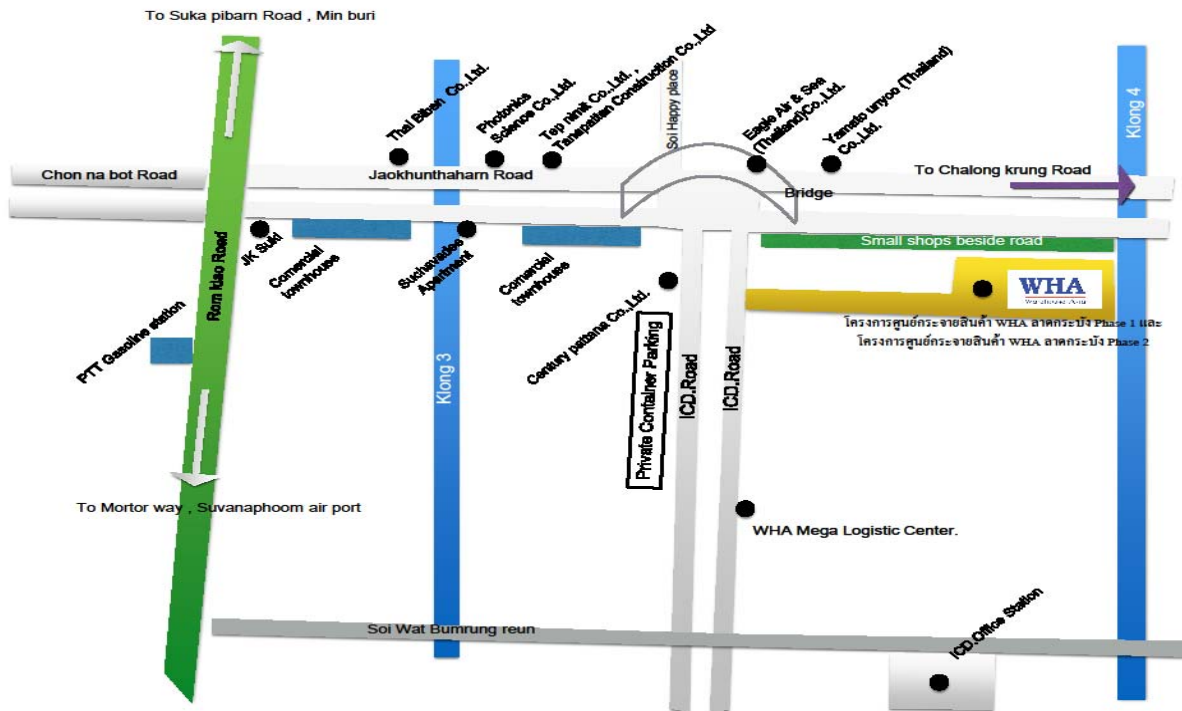 To Suka pibarn Road , Min buri
Thai Biban Co.,Ltd.
Photonics
Science Co.,Ltd.
Tep nimit Co.,Ltd. ,
Tanapattan Construction Co.,Ltd
Soi Happy place
Eagle Air & Sea
(Thailand)Co.,Ltd.
Yamato unyoo (Thailand)
Co.,Ltd.
Klong 4
Chon na bot Road
Jaokhunthaharn Road
To Chalong krung Road
Bridge
JK Suki
Comercial
townhouse
Suchavadee
Apartment
Comercial
townhouse
Small shops beside road
Rom klao Road
PTT Gasoline station
Klong 3
Century pattana Co.,Ltd.
Private Container Parking
ICD.Road
ICD.Road
WHA
Warehouse Asia
โครงการศูนย์กระจายสินค้า WHA ลาดกระบัง Phase 1 และ
โครงการศูนย์กระจายสินค้า WHA ลาดกระบัง Phase 2
To Mortor way , Suvanaphoom air port
WHA Mega Logistic Center.
Soi Wat Bumrung reun
ICD.Office Station